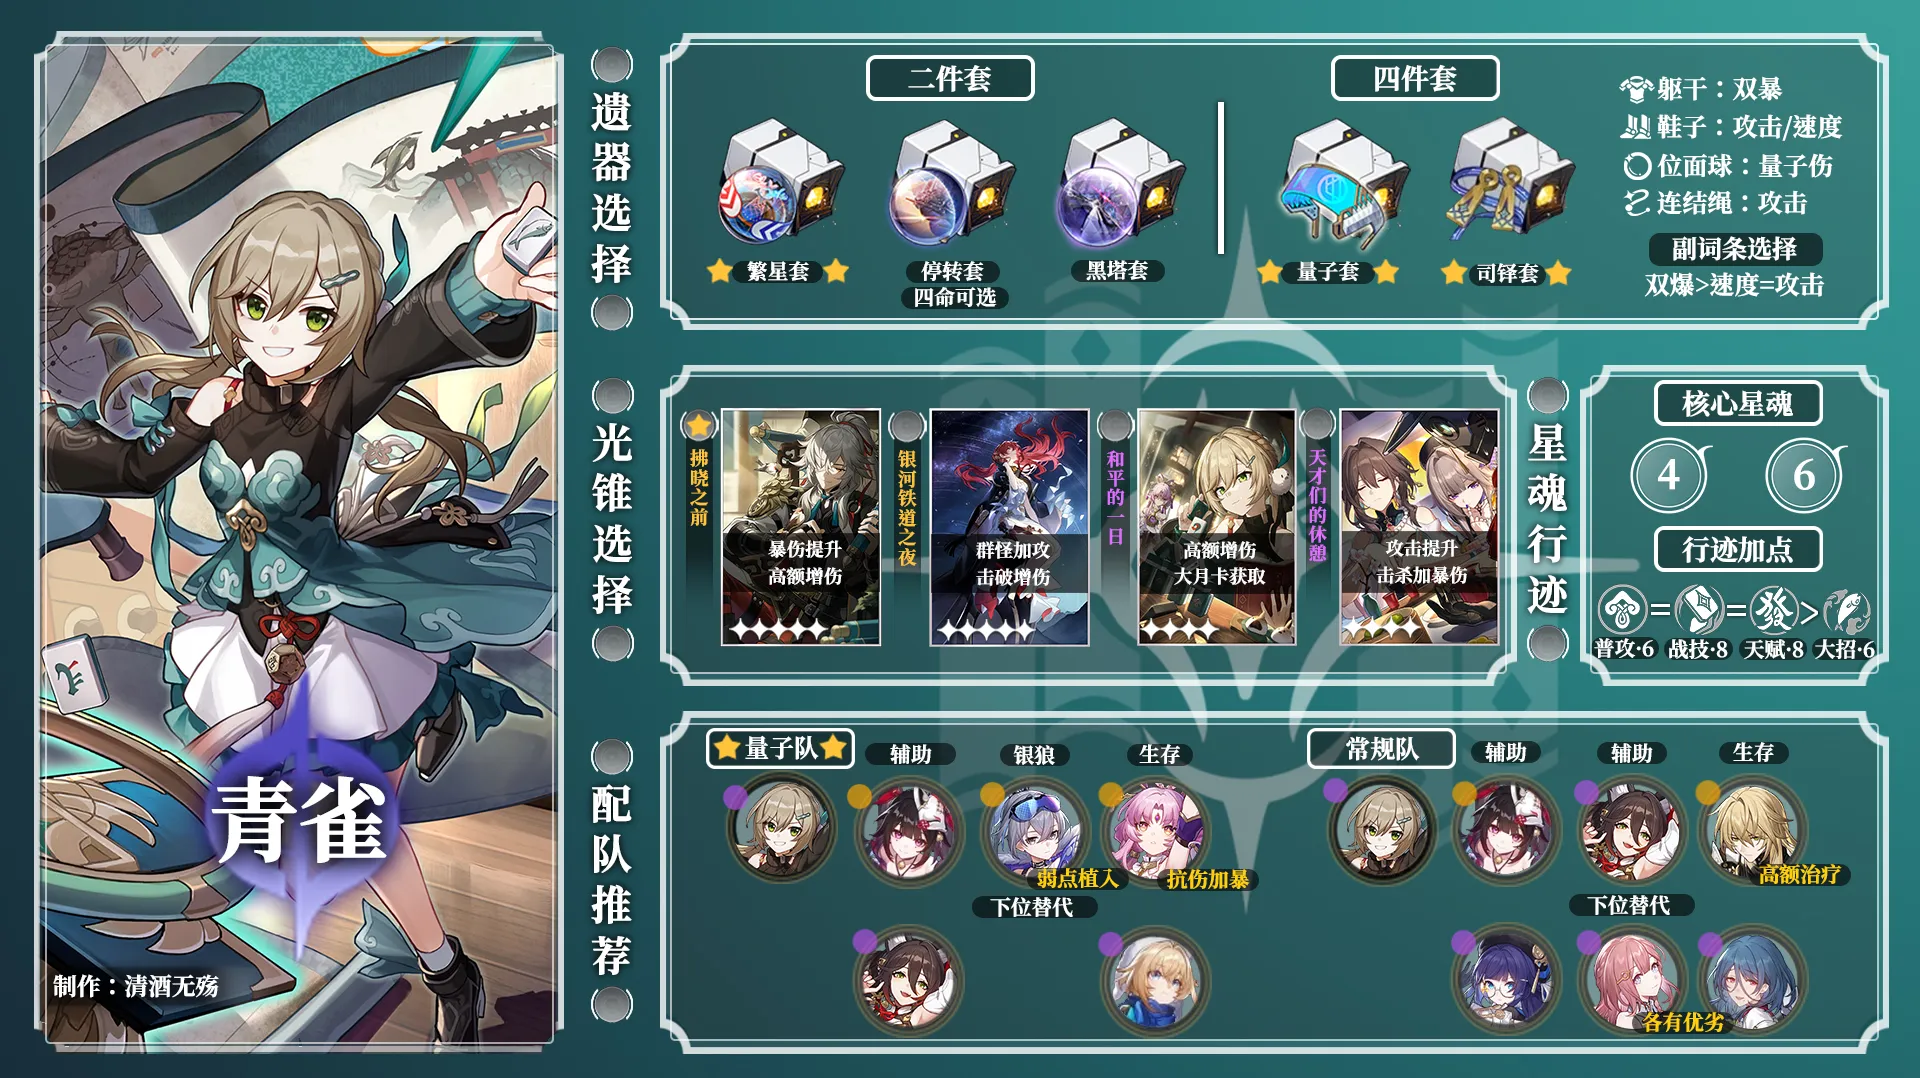 青雀
制作：清酒无殇
遗器选择
二件套
繁星套
停转套
四命可选
黑塔套
四件套
量子套
司铎套
躯干：双暴
鞋子：攻击/速度
位面球：量子伤
连结绳：攻击
副词条选择
双爆>速度=攻击
光锥选择
拂晓之前
暴伤提升
高额增伤
银河铁道之夜
群怪加攻
击破增伤
和平的一日
高额增伤
大月卡获取
天才们的休憩
攻击提升
击杀加暴伤
星魂行迹
核心星魂
4 6
行迹加点
= = 發 >
普攻·6 战技·8 天赋·8 大招·6
配队推荐
量子队
辅助 银狼 生存
弱点植入 抗伤加暴
下位替代
常规队
辅助 辅助 生存
高额治疗
下位替代
各有优劣